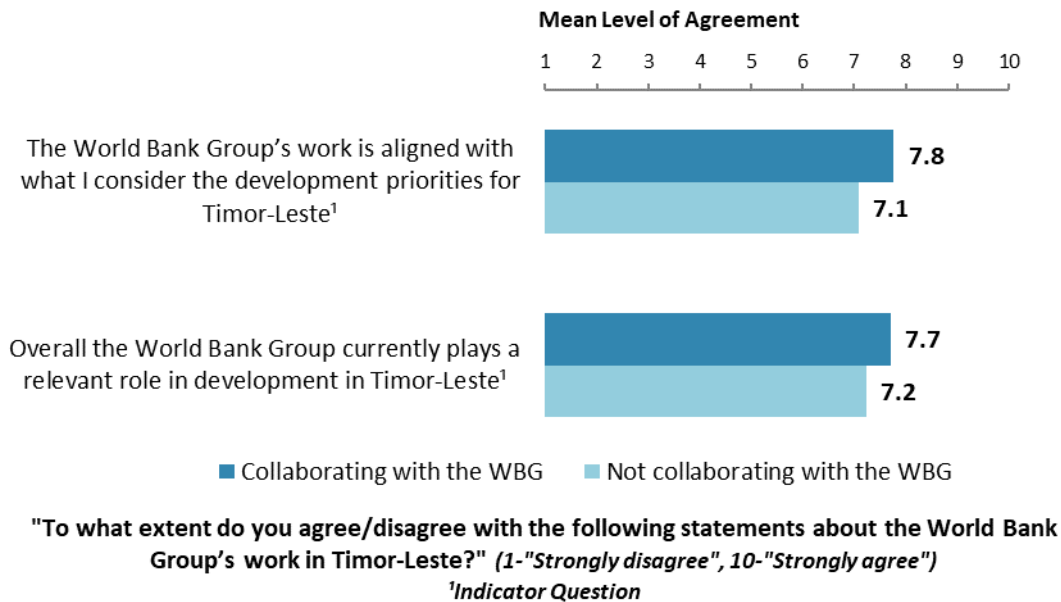 Mean Level of Agreement
1 2 3 4 5 6 7 8 9 10
The World Bank Group’s work is aligned with
what I consider the development priorities for
Timor-Leste¹
7.8
7.1
Overall the World Bank Group currently plays a
relevant role in development in Timor-Leste¹
7.7
7.2
Collaborating with the WBG Not collaborating with the WBG
"To what extent do you agree/disagree with the following statements about the World Bank
Group’s work in Timor-Leste?" (1-"Strongly disagree", 10-"Strongly agree")
¹Indicator Question